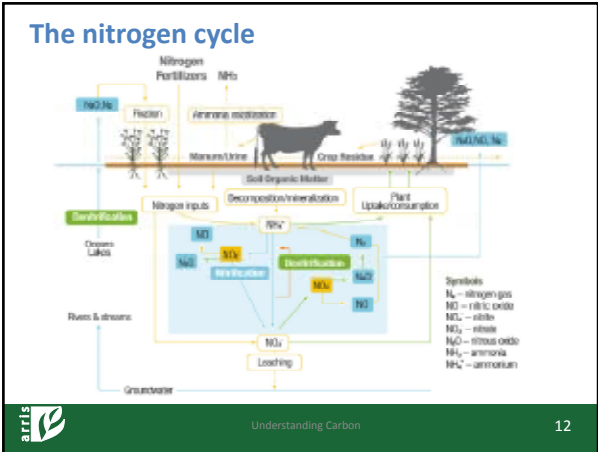 The nitrogen cycle
Nitrogen
Fertilizers NH₃
N₂O, N₂
Fixation
Ammonia volatilization
Manure/Urine
Crop Residue
N₂O, NO, N₂
Soil Organic Matter
Nitrogen inputs
Decomposition/mineralization
Plant
Uptake/consumption
Denitrification
NH₄⁺
Oceans
Lakes
NO
N₂
NO₂⁻
Denitrification
N₂O
Nitrification
N₂O
NO₂⁻
NO
Rivers & streams
NO₃⁻
Leaching
Groundwater
Symbols
N₂ – nitrogen gas
NO – nitric oxide
NO₂⁻ – nitrite
NO₃⁻ – nitrate
N₂O – nitrous oxide
NH₃ – ammonia
NH₄⁺ – ammonium
arris
Understanding Carbon
12